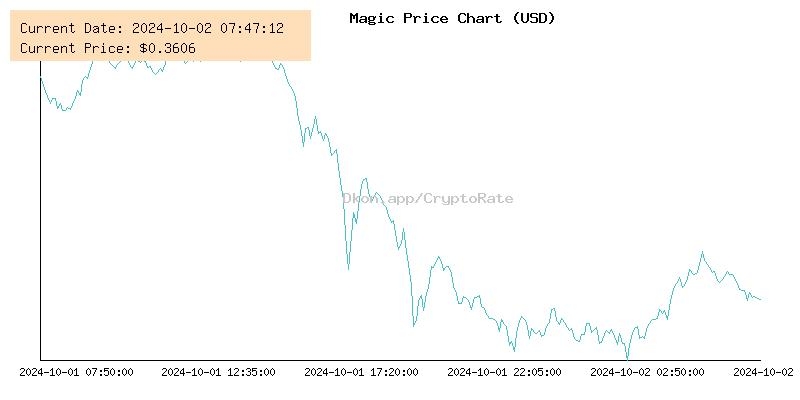 Magic Price Chart (USD)
Current Date: 2024-10-02 07:47:12
Current Price: $0.3606
Okon.app/CryptoRate
2024-10-01 07:50:00 2024-10-01 12:35:00 2024-10-01 17:20:00 2024-10-01 22:05:00 2024-10-02 02:50:00 2024-10-02